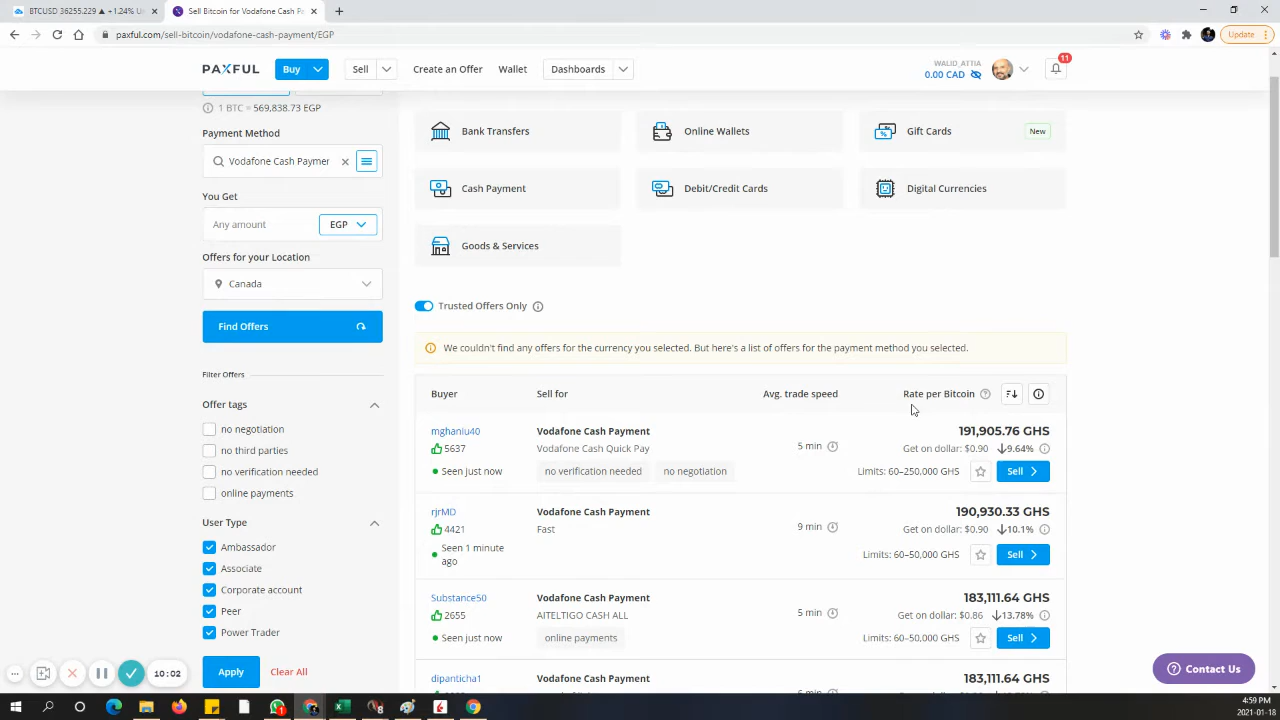 BTCUSD 36255.229 ▲ +1.24% U
Sell Bitcoin for Vodafone Cash Pa
paxful.com/sell-bitcoin/vodafone-cash-payment/EGP
Update
PAXFUL
Buy
Sell
Create an Offer
Wallet
Dashboards
WALID_ATTIA
0.00 CAD
11
1 BTC = 569,838.73 EGP
Payment Method
Vodafone Cash Paymer
You Get
Any amount
EGP
Offers for your Location
Canada
Find Offers
Filter Offers
Offer tags
no negotiation
no third parties
no verification needed
online payments
User Type
Ambassador
Associate
Corporate account
Peer
Power Trader
Apply
Clear All
Bank Transfers
Online Wallets
Gift Cards
New
Cash Payment
Debit/Credit Cards
Digital Currencies
Goods & Services
Trusted Offers Only
We couldn't find any offers for the currency you selected. But here's a list of offers for the payment method you selected.
Buyer
Sell for
Avg. trade speed
Rate per Bitcoin
mghaniu40
Vodafone Cash Payment
191,905.76 GHS
5637
Vodafone Cash Quick Pay
5 min
Get on dollar: $0.90 ↓9.64%
Seen just now
no verification needed
no negotiation
Limits: 60–250,000 GHS
Sell
rjrMD
Vodafone Cash Payment
190,930.33 GHS
4421
Fast
9 min
Get on dollar: $0.90 ↓10.1%
Seen 1 minute
ago
Limits: 60–50,000 GHS
Sell
Substance50
Vodafone Cash Payment
183,111.64 GHS
2655
AITELTIGO CASH ALL
5 min
Get on dollar: $0.86 ↓13.78%
Seen just now
online payments
Limits: 60–50,000 GHS
Sell
dipanticha1
Vodafone Cash Payment
183,111.64 GHS
Contact Us
10:02
4:59 PM
2021-01-18